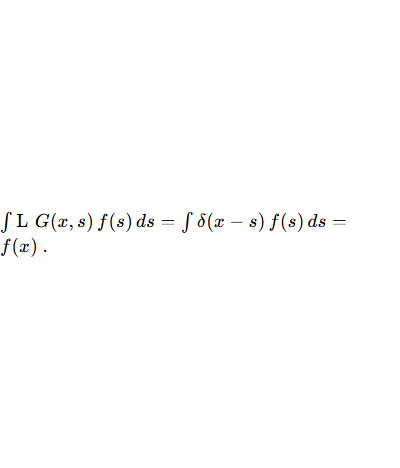 ∫ L G(x, s) f(s) ds = ∫ δ(x − s) f(s) ds =
f(x) .